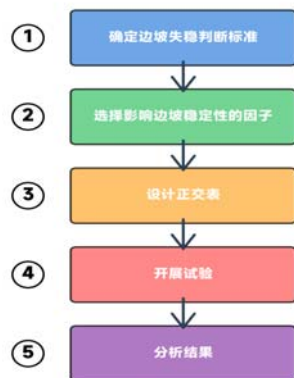 ① 确定边坡失稳判断标准
② 选择影响边坡稳定性的因子
③ 设计正交表
④ 开展试验
⑤ 分析结果